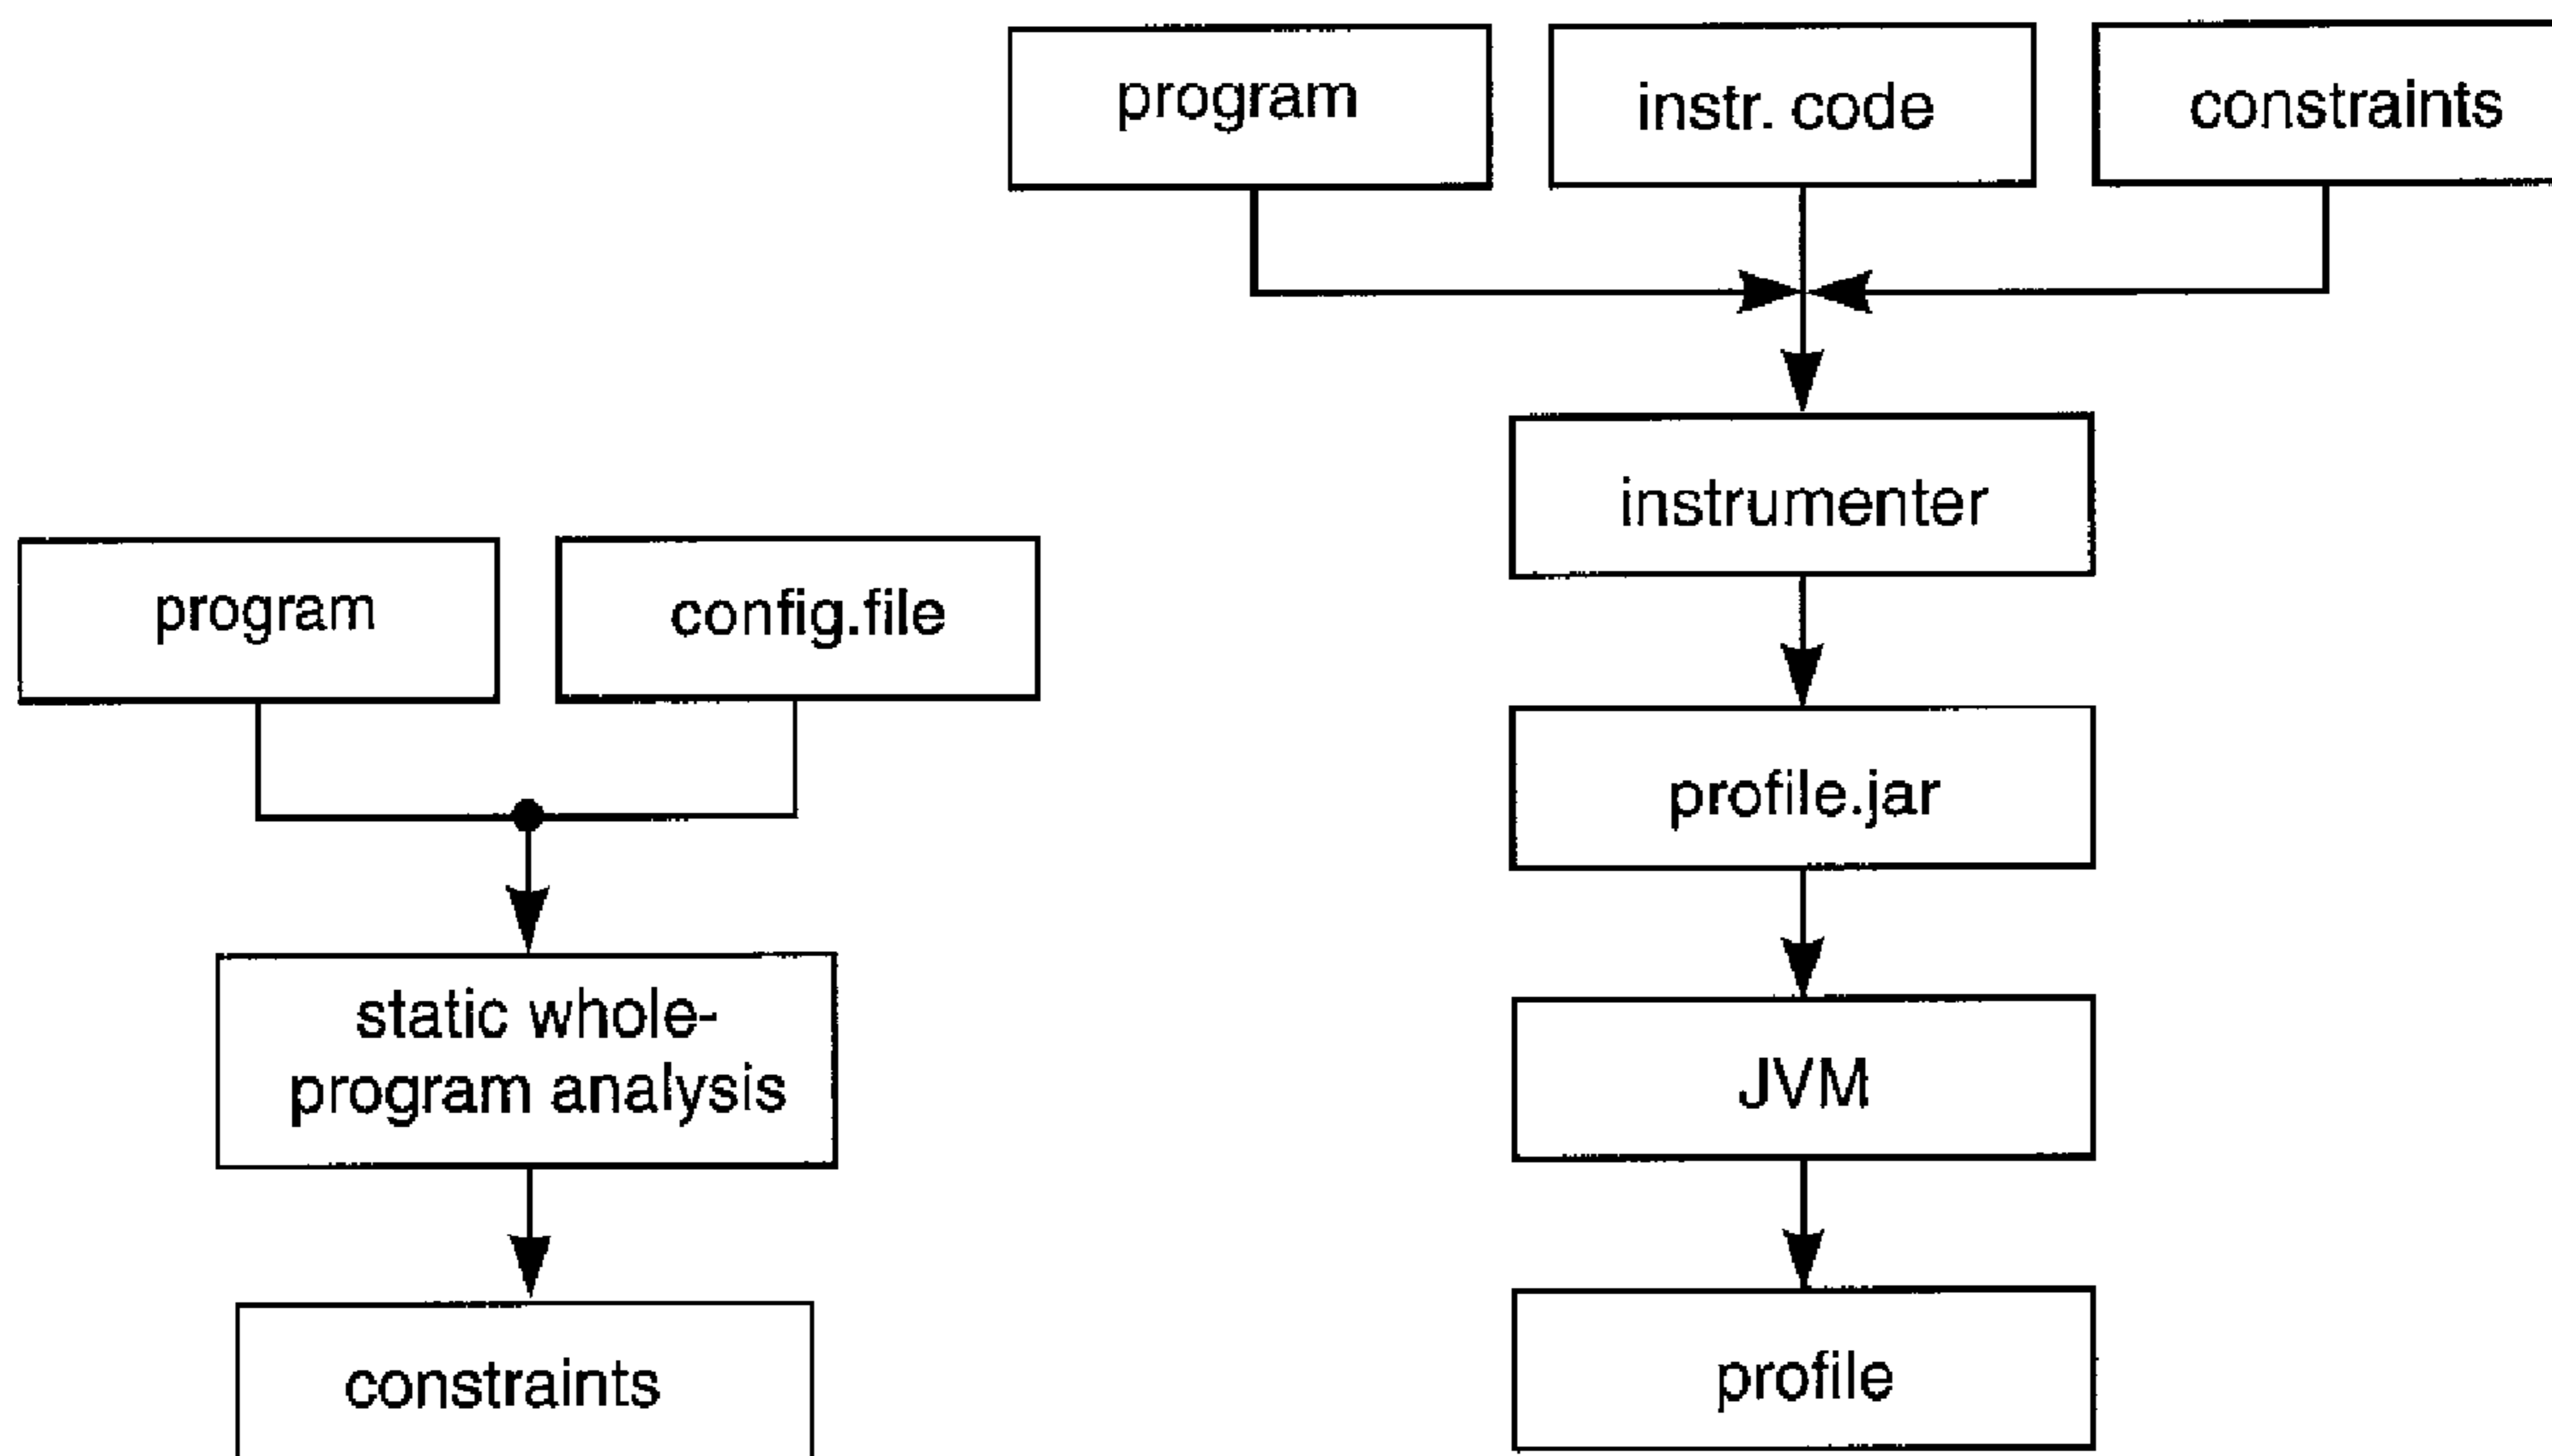 program
instr. code
constraints
instrumenter
program
config.file
profile.jar
static whole-
program analysis
JVM
constraints
profile